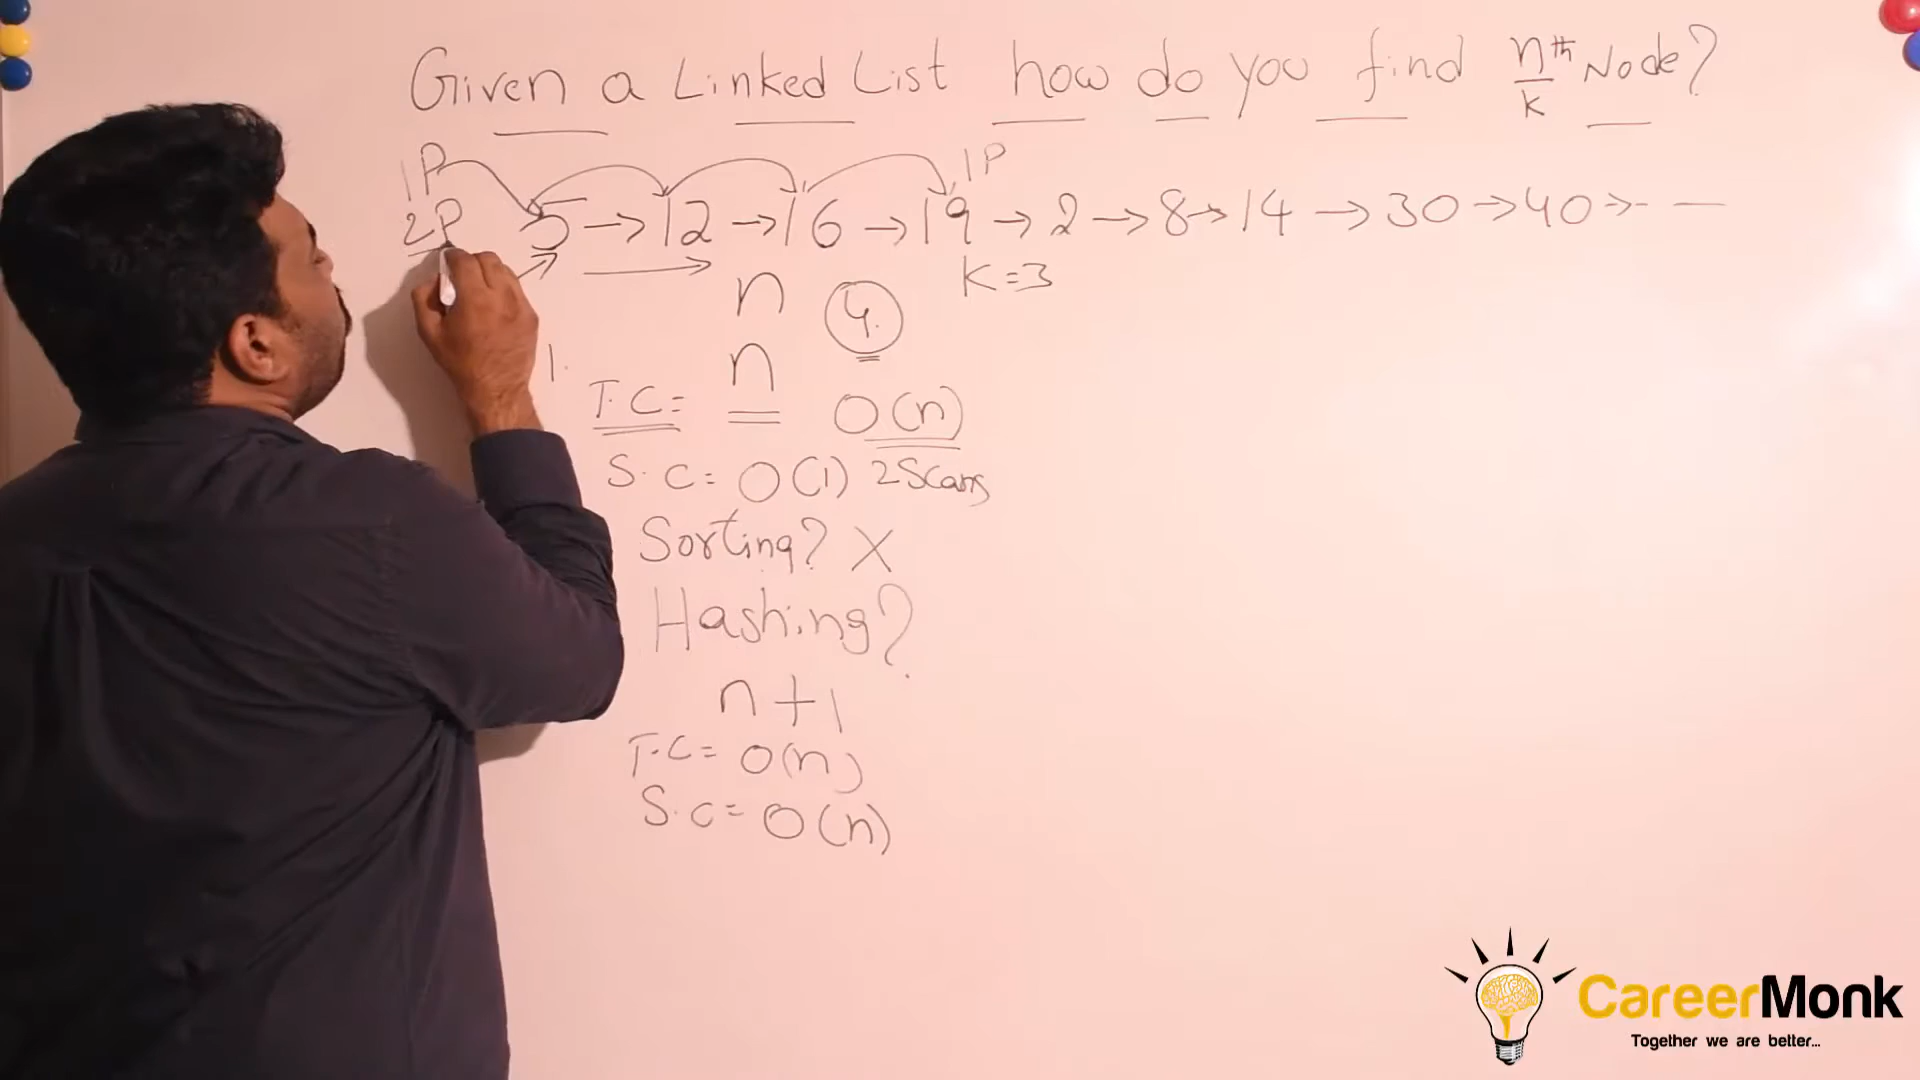 Given a Linked List how do you find n/k th Node?
1P 1P
2P 5 → 12 → 16 → 19 → 2 → 8 → 14 → 30 → 40 → - —
K=3
n 4.
1. n
T.C= O(n)
S.C= O(1) 2Scans
Sorting? X
Hashing?
n+1
T.C= O(n)
S.C= O(n)
CareerMonk
Together we are better...